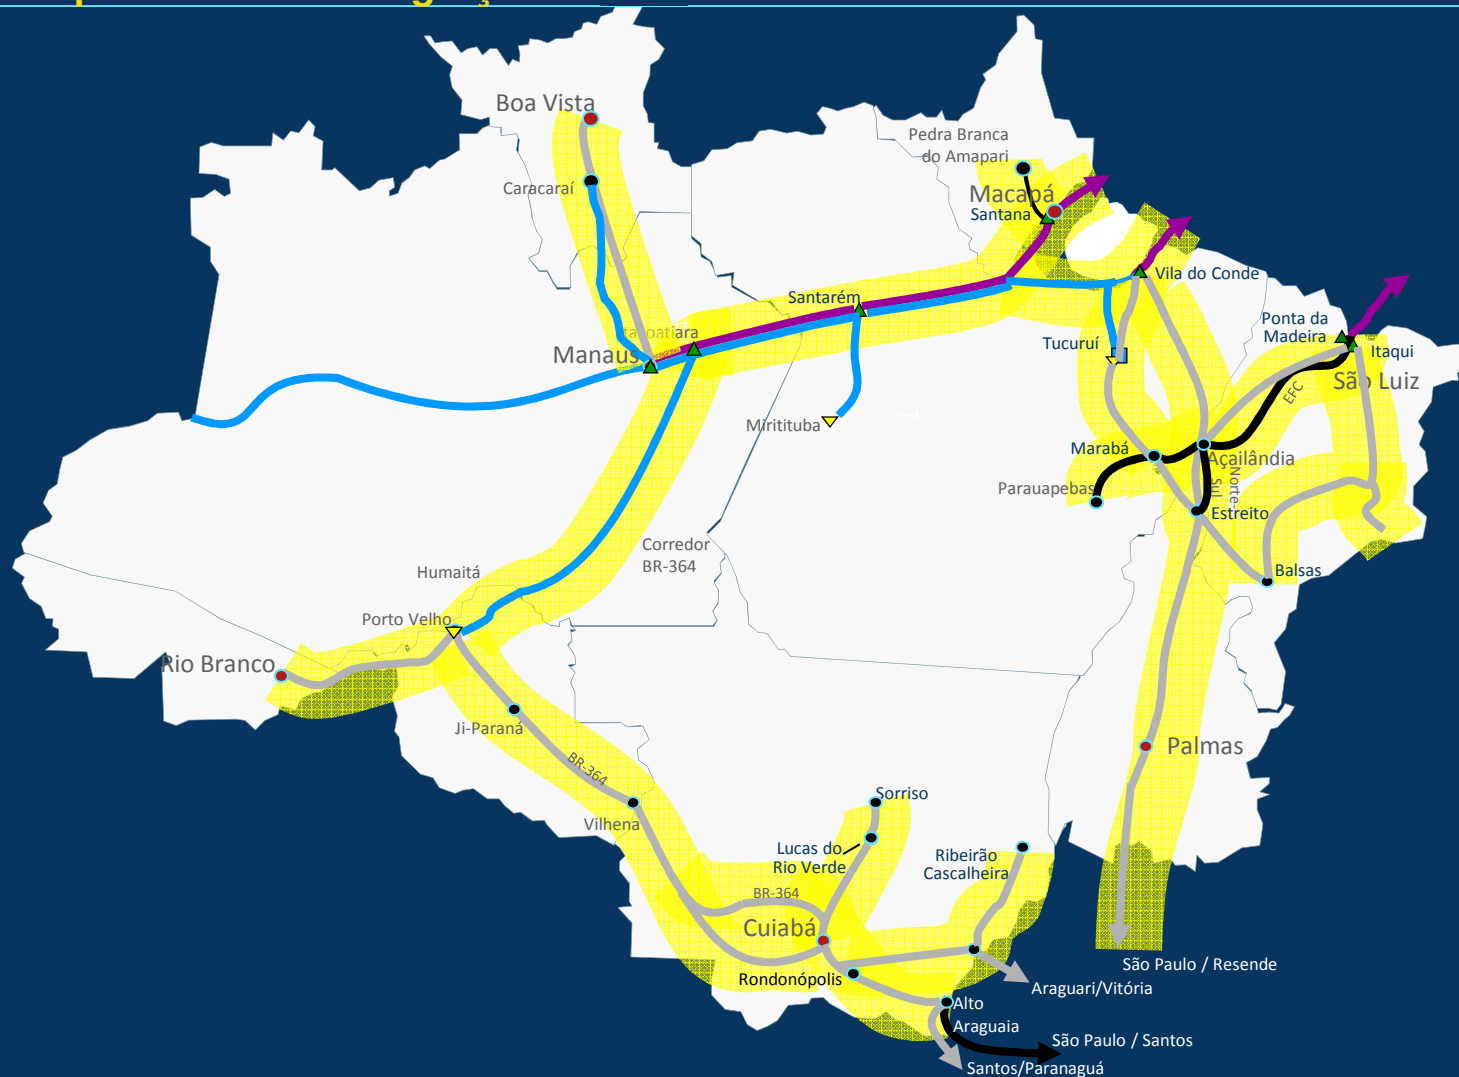 Boa Vista
Pedra Branca
do Amapari
Caracaraí
Macapá
Santana
Vila do Conde
Santarém
Ponta da
Madeira
Itaqui
Manaus
Tucuruí
São Luiz
EFC
Miritituba
Marabá
Açailândia
Parauapebas
Norte-
Sul
Estreito
Corredor
BR-364
Humaitá
Balsas
Porto Velho
Rio Branco
Ji-Paraná
Palmas
BR-364
Sorriso
Vilhena
Lucas do
Rio Verde
Ribeirão
Cascalheira
BR-364
Cuiabá
São Paulo / Resende
Rondonópolis
Araguari/Vitória
Alto
Araguaia
São Paulo / Santos
Santos/Paranaguá